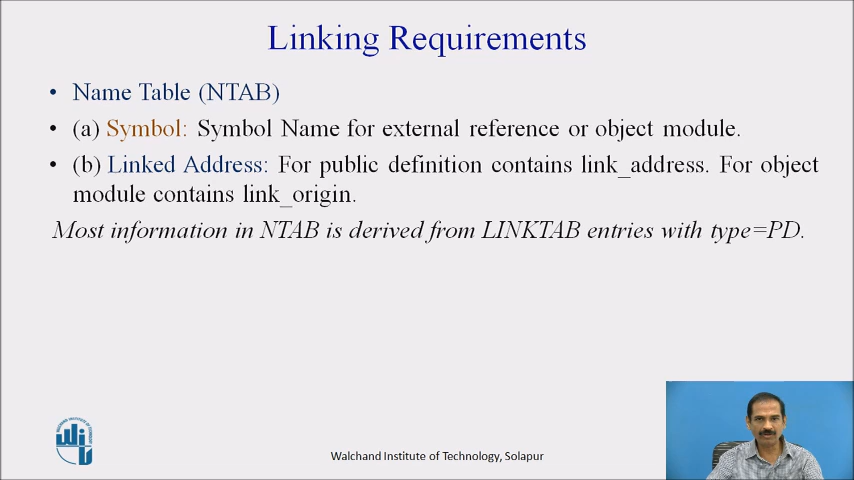 Linking Requirements
• Name Table (NTAB)
• (a) Symbol: Symbol Name for external reference or object module.
• (b) Linked Address: For public definition contains link_address. For object
module contains link_origin.
Most information in NTAB is derived from LINKTAB entries with type=PD.
Walchand Institute of Technology, Solapur